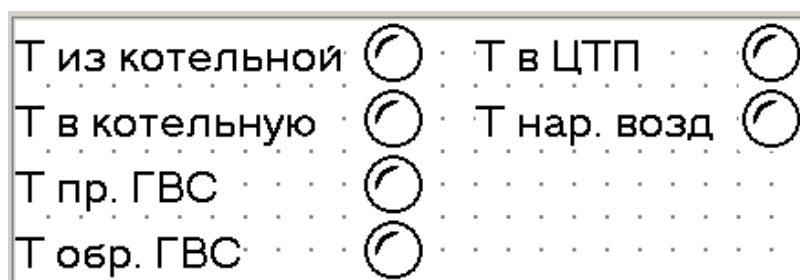 Т из котельной Т в ЦТП
Т в котельную Т нар. возд
Т пр. ГВС
Т обр. ГВС